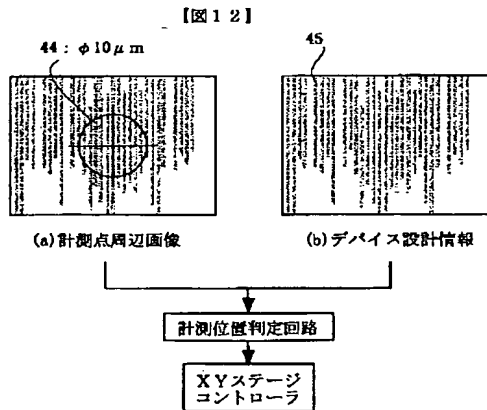 【図１２】
44：φ10μm
45
(a)計測点周辺画像
(b)デバイス設計情報
計測位置判定回路
ＸＹステージ
コントローラ